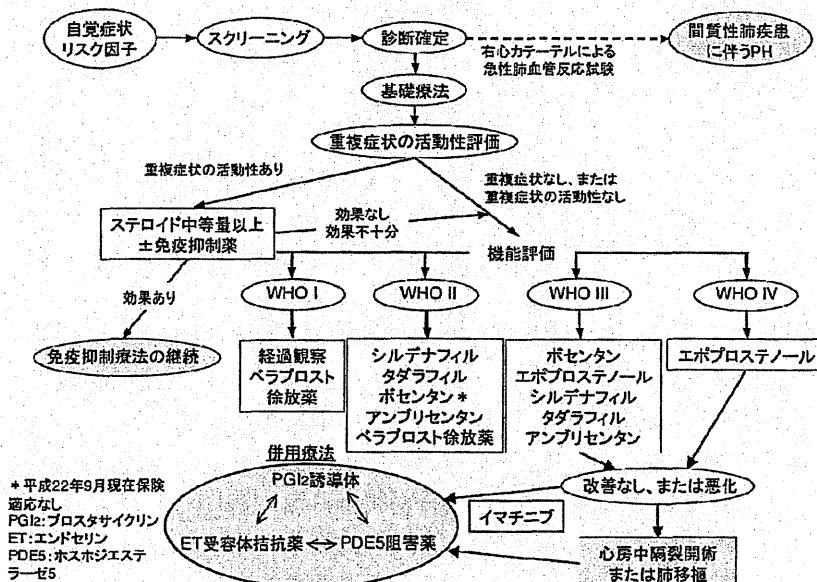 自覚症状
リスク因子
スクリーニング
診断確定
右心カテーテルによる
急性肺血管反応試験
間質性肺疾患
に伴うPH
基礎療法
重複症状の活動性評価
重複症状の活動性あり
重複症状なし、または
重複症状の活動性なし
ステロイド中等量以上
±免疫抑制薬
効果なし
効果不十分
機能評価
効果あり
免疫抑制療法の継続
WHO I
WHO II
WHO III
WHO IV
経過観察
ベラプロスト
徐放薬
シルデナフィル
タダラフィル
ボセンタン*
アンブリセンタン
ベラプロスト徐放薬
ボセンタン
エポプロステノール
シルデナフィル
タダラフィル
アンブリセンタン
エポプロステノール
併用療法
PGI2誘導体
ET受容体拮抗薬
PDE5阻害薬
イマチニブ
改善なし、または悪化
心房中隔裂開術
または肺移植
*平成22年9月現在保険
適応なし
PGI2:プロスタサイクリン
ET:エンドセリン
PDE5:ホスホジエステ
ラーゼ5